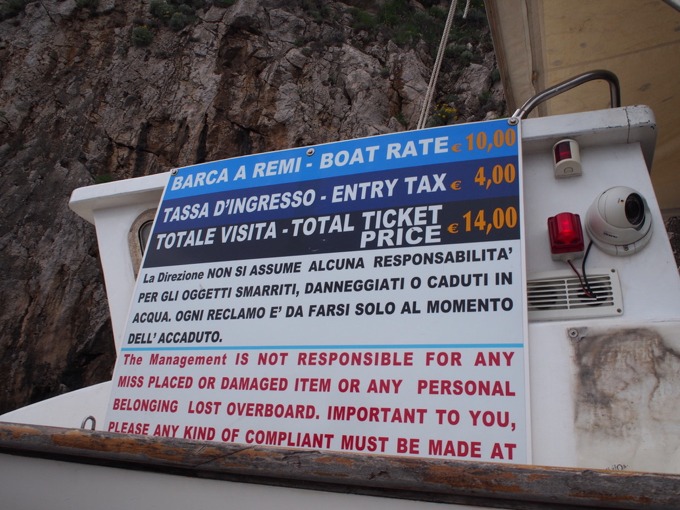 BARCA A REMI - BOAT RATE € 10,00
TASSA D'INGRESSO - ENTRY TAX € 4,00
TOTALE VISITA - TOTAL TICKET PRICE € 14,00
La Direzione NON SI ASSUME ALCUNA RESPONSABILITA'
PER GLI OGGETTI SMARRITI, DANNEGGIATI O CADUTI IN
ACQUA. OGNI RECLAMO E' DA FARSI SOLO AL MOMENTO
DELL' ACCADUTO.
The Management IS NOT RESPONSIBLE FOR ANY
MISS PLACED OR DAMAGED ITEM OR ANY PERSONAL
BELONGING LOST OVERBOARD. IMPORTANT TO YOU,
PLEASE ANY KIND OF COMPLIANT MUST BE MADE AT